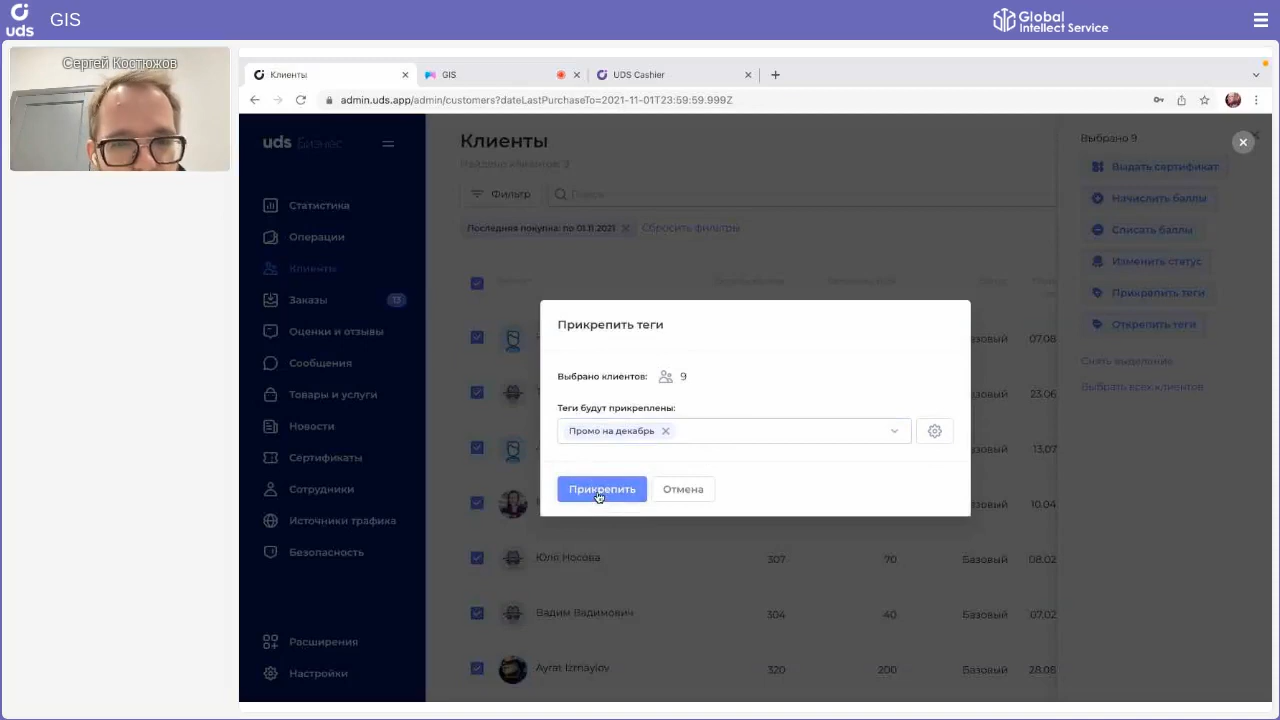 uds
GIS
Global
Intellect Service
Сергей Костюжов
Клиенты
GIS
UDS Cashier
admin.uds.app/admin/customers?dateLastPurchaseTo=2021-11-01T23:59:59.999Z
uds Бизнес
Статистика
Операции
Клиенты
Заказы
13
Оценки и отзывы
Сообщения
Товары и услуги
Новости
Сертификаты
Сотрудники
Источники трафика
Безопасность
Расширения
Настройки
Клиенты
Найдено клиентов:
Фильтр
Поиск
Последняя покупка: по 01.11.2021
Сбросить фильтры
Выбрано 9
Выдать сертификат
Начислить баллы
Списать баллы
Изменить статус
Прикрепить теги
Открепить теги
Снять выделение
Выбрать всех клиентов
Прикрепить теги
Выбрано клиентов: 9
Теги будут прикреплены:
Промо на декабрь
Прикрепить
Отмена
07.08
23.06
13.07
10.04
Юля Носова 307 70 Базовый 08.02
Вадим Вадимович 304 40 Базовый 07.02
Ayrat Izmaylov 320 200 Базовый 28.08